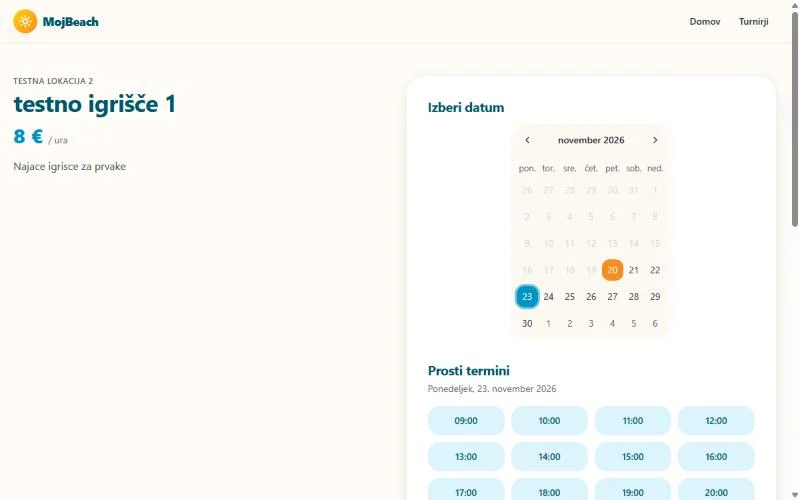 MojBeach
Domov Turnirji
TESTNA LOKACIJA 2
testno igrišče 1
8 € / ura
Najace igrisce za prvake
Izberi datum
november 2026
pon. tor. sre. čet. pet. sob. ned.
26 27 28 29 30 31 1
2 3 4 5 6 7 8
9 10 11 12 13 14 15
16 17 18 19 20 21 22
23 24 25 26 27 28 29
30 1 2 3 4 5 6
Prosti termini
Ponedeljek, 23. november 2026
09:00 10:00 11:00 12:00
13:00 14:00 15:00 16:00
17:00 18:00 19:00 20:00